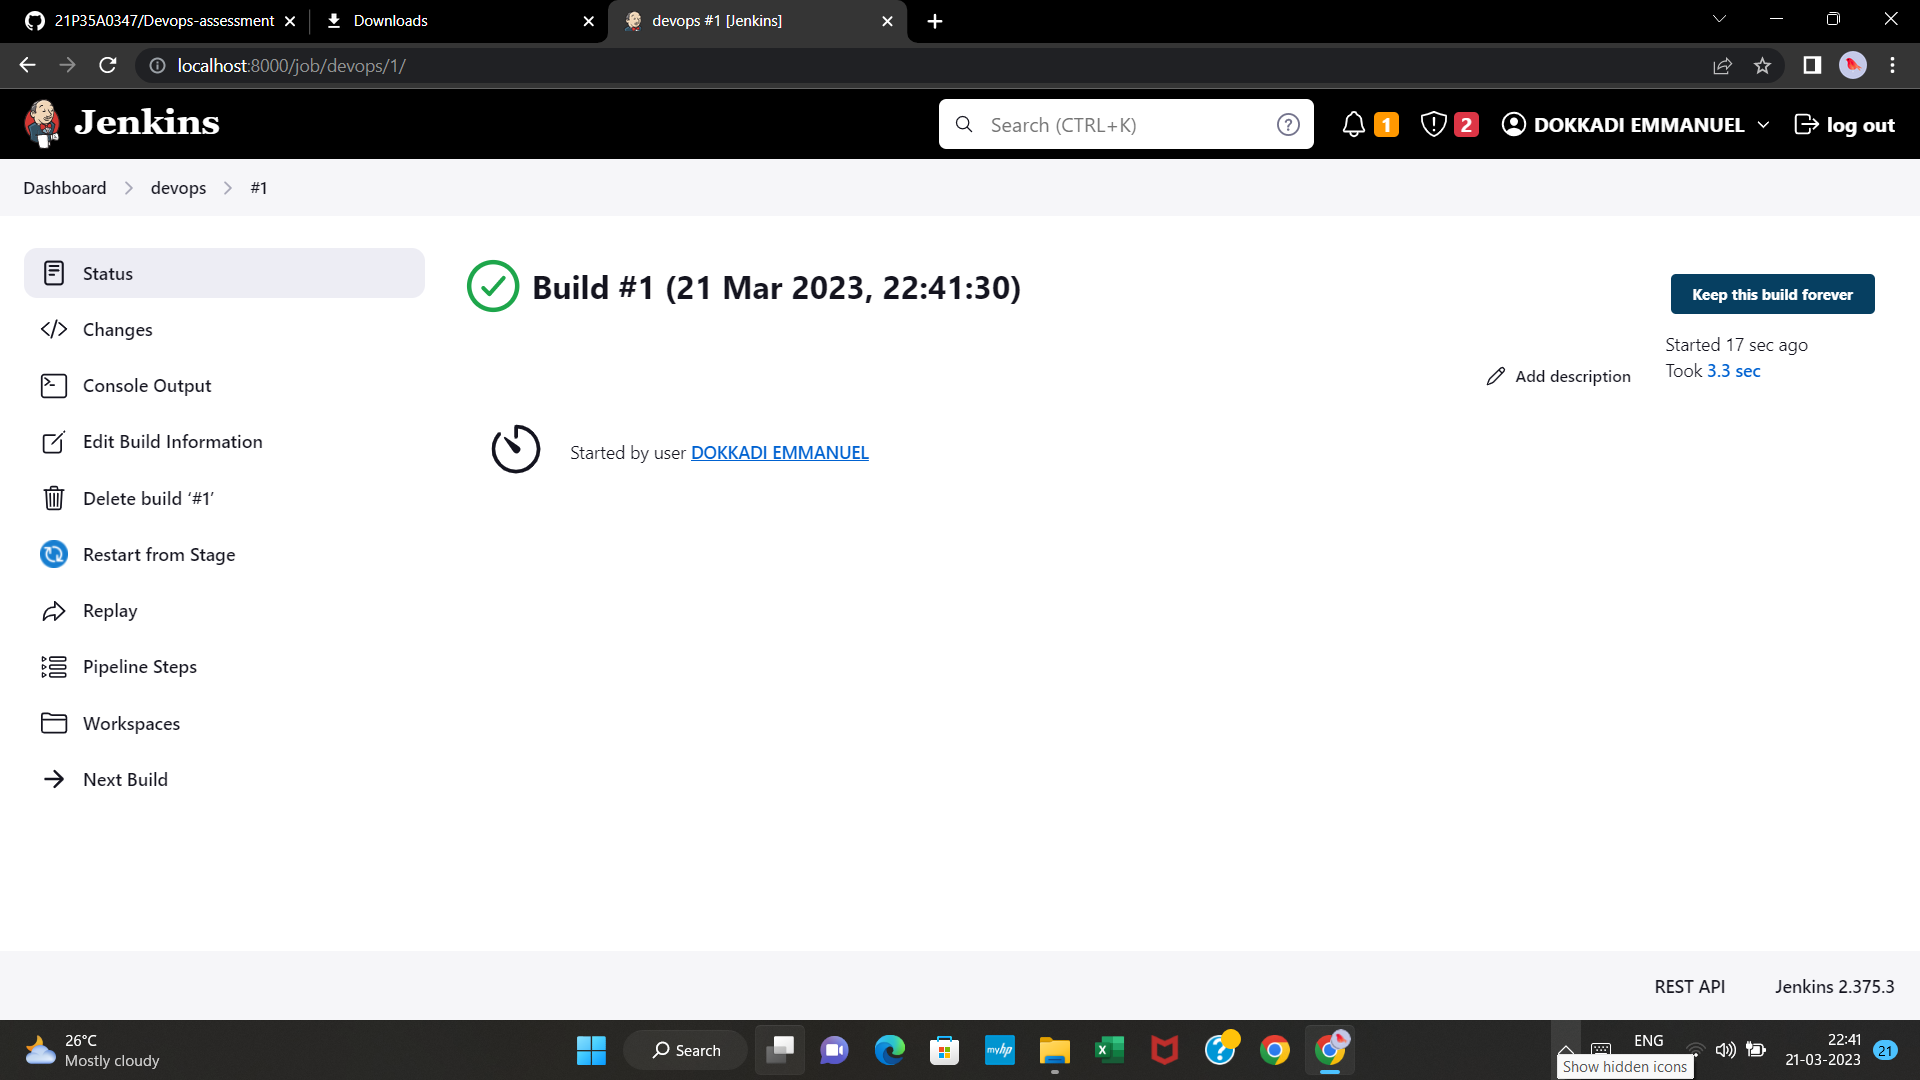 21P35A0347/Devops-assessment
Downloads
devops #1 [Jenkins]
localhost:8000/job/devops/1/
Jenkins
Search (CTRL+K)
?
1
2
DOKKADI EMMANUEL
log out
Dashboard
devops
#1
Status
Changes
Console Output
Edit Build Information
Delete build ‘#1’
Restart from Stage
Replay
Pipeline Steps
Workspaces
Next Build
Build #1 (21 Mar 2023, 22:41:30)
Keep this build forever
Started 17 sec ago
Took 3.3 sec
Add description
Started by user DOKKADI EMMANUEL
REST API
Jenkins 2.375.3
26°C
Mostly cloudy
Search
myhp
?
ENG
Show hidden icons
22:41
21-03-2023
21